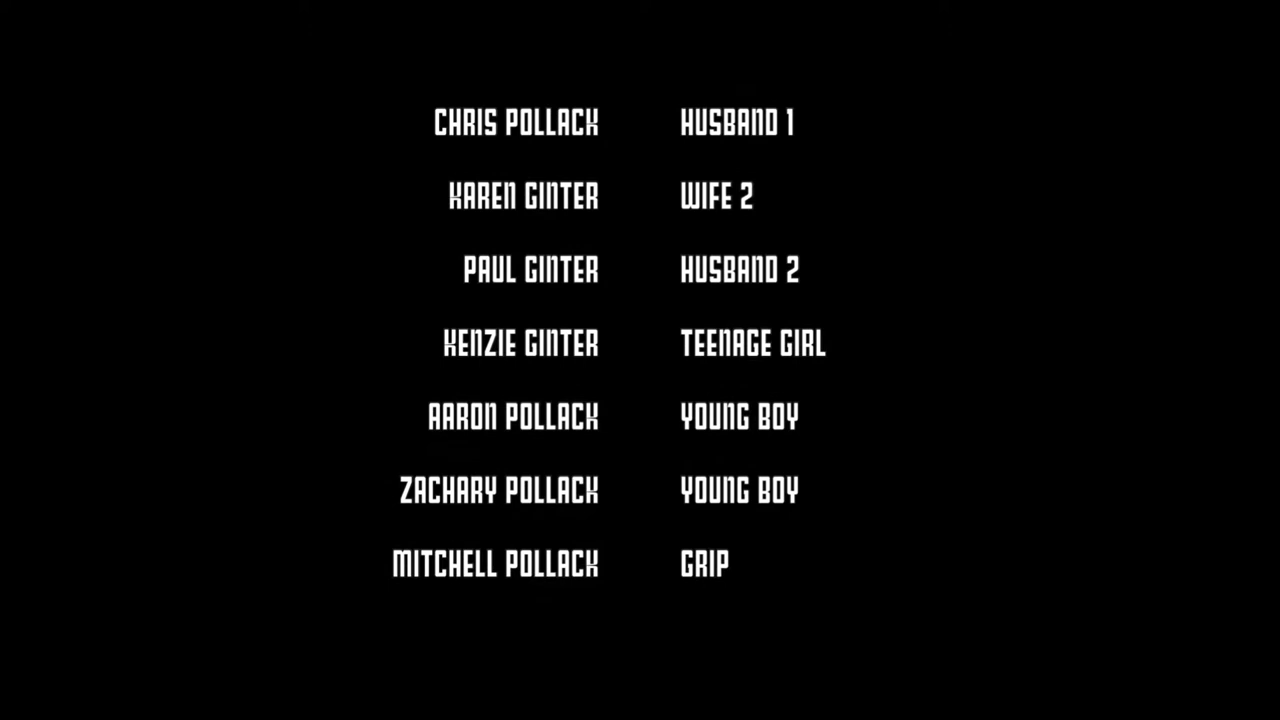 CHRIS POLLACK HUSBAND 1
KAREN GINTER WIFE 2
PAUL GINTER HUSBAND 2
KENZIE GINTER TEENAGE GIRL
AARON POLLACK YOUNG BOY
ZACHARY POLLACK YOUNG BOY
MITCHELL POLLACK GRIP